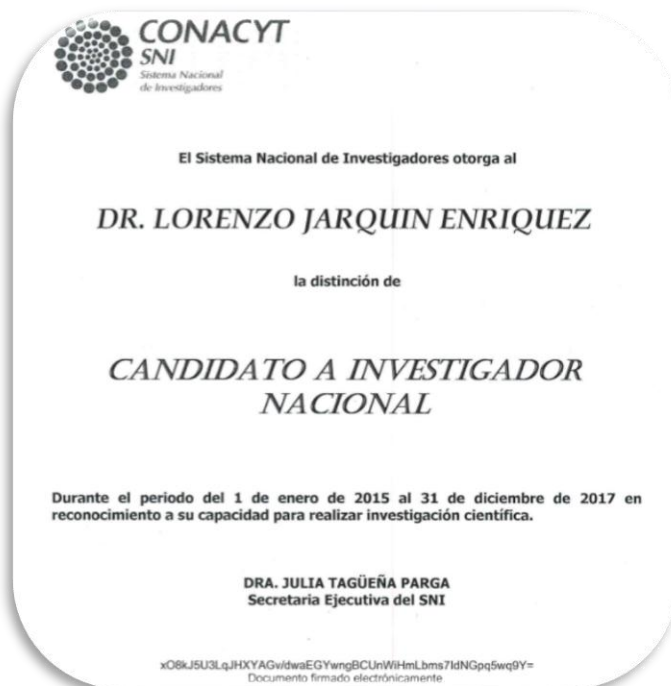 CONACYT
SNI
Sistema Nacional
de Investigadores
El Sistema Nacional de Investigadores otorga al
DR. LORENZO JARQUIN ENRIQUEZ
la distinción de
CANDIDATO A INVESTIGADOR
NACIONAL
Durante el periodo del 1 de enero de 2015 al 31 de diciembre de 2017 en
reconocimiento a su capacidad para realizar investigación científica.
DRA. JULIA TAGÜEÑA PARGA
Secretaria Ejecutiva del SNI
xO8kJ5U3LqJHXYAGv/dwaEGYwngBCUnWiHmLbms7IdNGpq5wq9Y=
Documento firmado electrónicamente